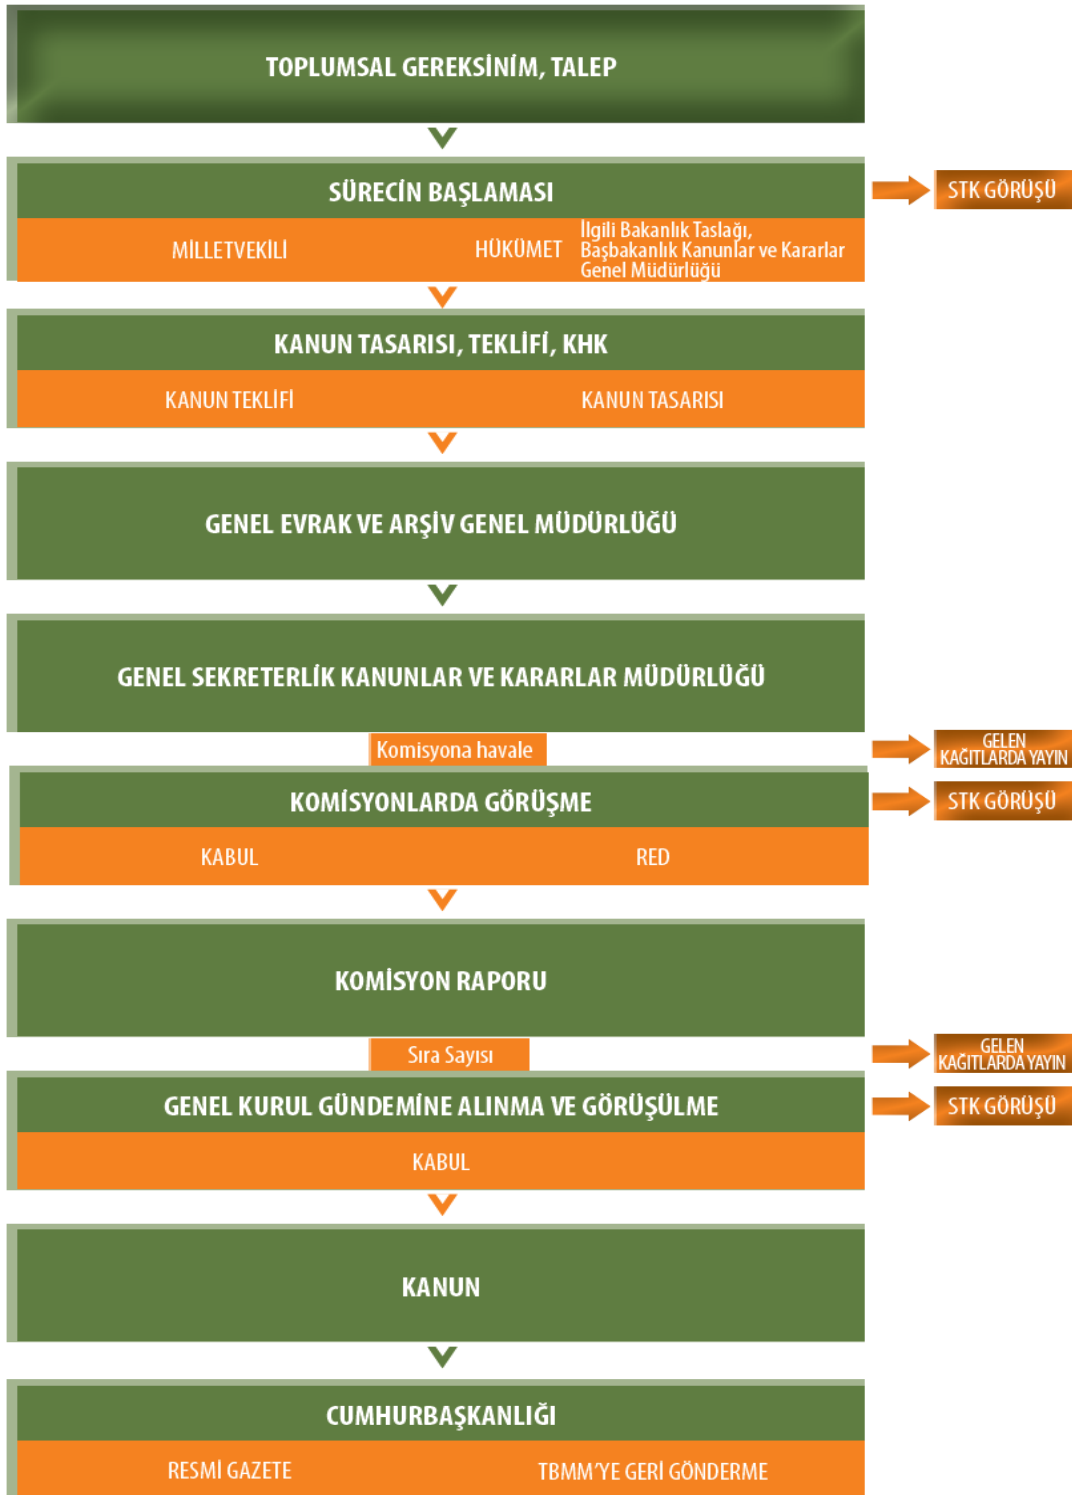 TOPLUMSAL GEREKSİNİM, TALEP
SÜRECİN BAŞLAMASI
STK GÖRÜŞÜ
MİLLETVEKİLİ
HÜKÜMET
İlgili Bakanlık Taslağı,
Başbakanlık Kanunlar ve Kararlar
Genel Müdürlüğü
KANUN TASARISI, TEKLİFİ, KHK
KANUN TEKLİFİ
KANUN TASARISI
GENEL EVRAK VE ARŞİV GENEL MÜDÜRLÜĞÜ
GENEL SEKRETERLİK KANUNLAR VE KARARLAR MÜDÜRLÜĞÜ
Komisyona havale
GELEN
KAĞITLARDA YAYIN
KOMİSYONLARDA GÖRÜŞME
STK GÖRÜŞÜ
KABUL
RED
KOMİSYON RAPORU
Sıra Sayısı
GELEN
KAĞITLARDA YAYIN
GENEL KURUL GÜNDEMİNE ALINMA VE GÖRÜŞÜLME
STK GÖRÜŞÜ
KABUL
KANUN
CUMHURBAŞKANLIĞI
RESMİ GAZETE
TBMM'YE GERİ GÖNDERME